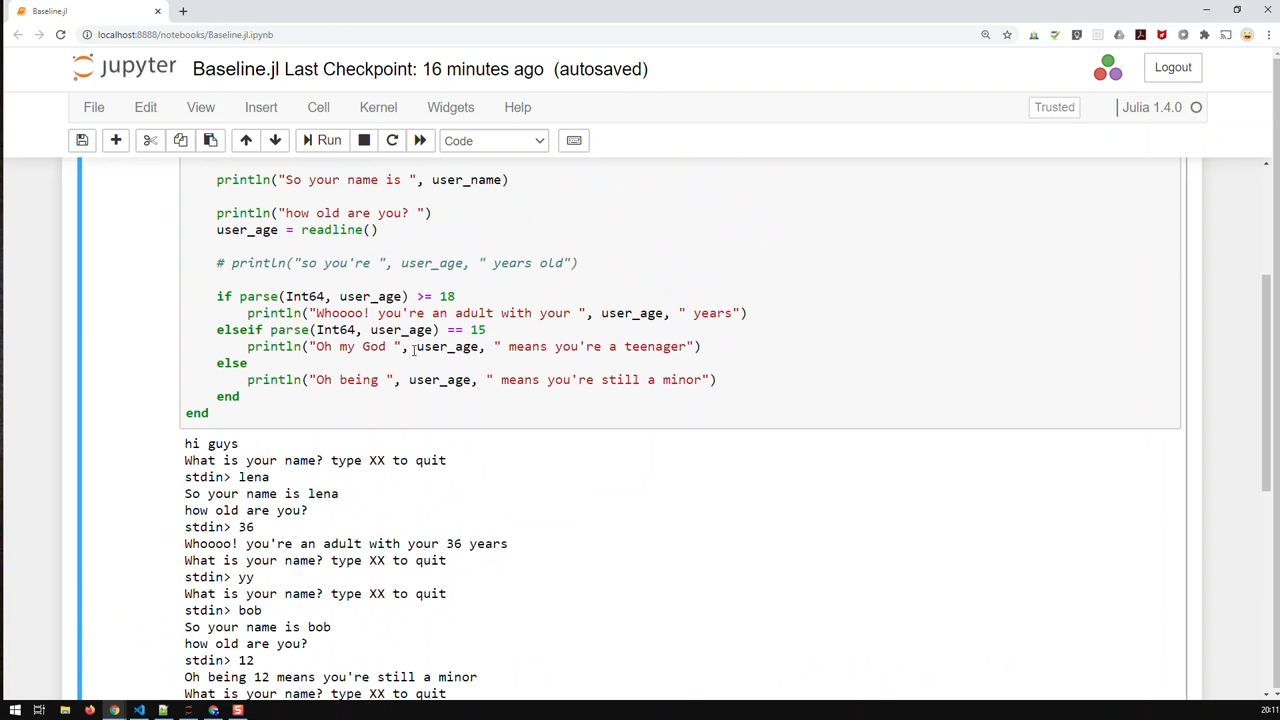 Baseline.jl
localhost:8888/notebooks/Baseline.jl.ipynb
jupyter Baseline.jl Last Checkpoint: 16 minutes ago (autosaved)
Logout
File Edit View Insert Cell Kernel Widgets Help
Trusted
Julia 1.4.0
Run
Code
println("So your name is ", user_name)
println("how old are you? ")
user_age = readline()
# println("so you're ", user_age, " years old")
if parse(Int64, user_age) >= 18
println("Whoooo! you're an adult with your ", user_age, " years")
elseif parse(Int64, user_age) == 15
println("Oh my God ", user_age, " means you're a teenager")
else
println("Oh being ", user_age, " means you're still a minor")
end
end
hi guys
What is your name? type XX to quit
stdin> lena
So your name is lena
how old are you?
stdin> 36
Whoooo! you're an adult with your 36 years
What is your name? type XX to quit
stdin> yy
What is your name? type XX to quit
stdin> bob
So your name is bob
how old are you?
stdin> 12
Oh being 12 means you're still a minor
What is your name? type XX to quit
20:11